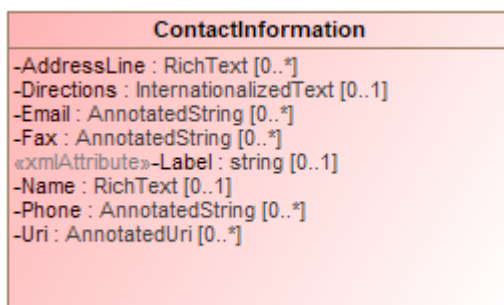 ContactInformation
-AddressLine : RichText [0..*]
-Directions : InternationalizedText [0..1]
-Email : AnnotatedString [0..*]
-Fax : AnnotatedString [0..*]
«xmlAttribute»-Label : string [0..1]
-Name : RichText [0..1]
-Phone : AnnotatedString [0..*]
-Uri : AnnotatedUri [0..*]